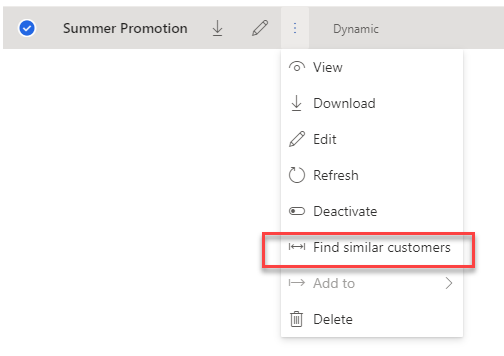 Summer Promotion Dynamic
View
Download
Edit
Refresh
Deactivate
Find similar customers
Add to
Delete